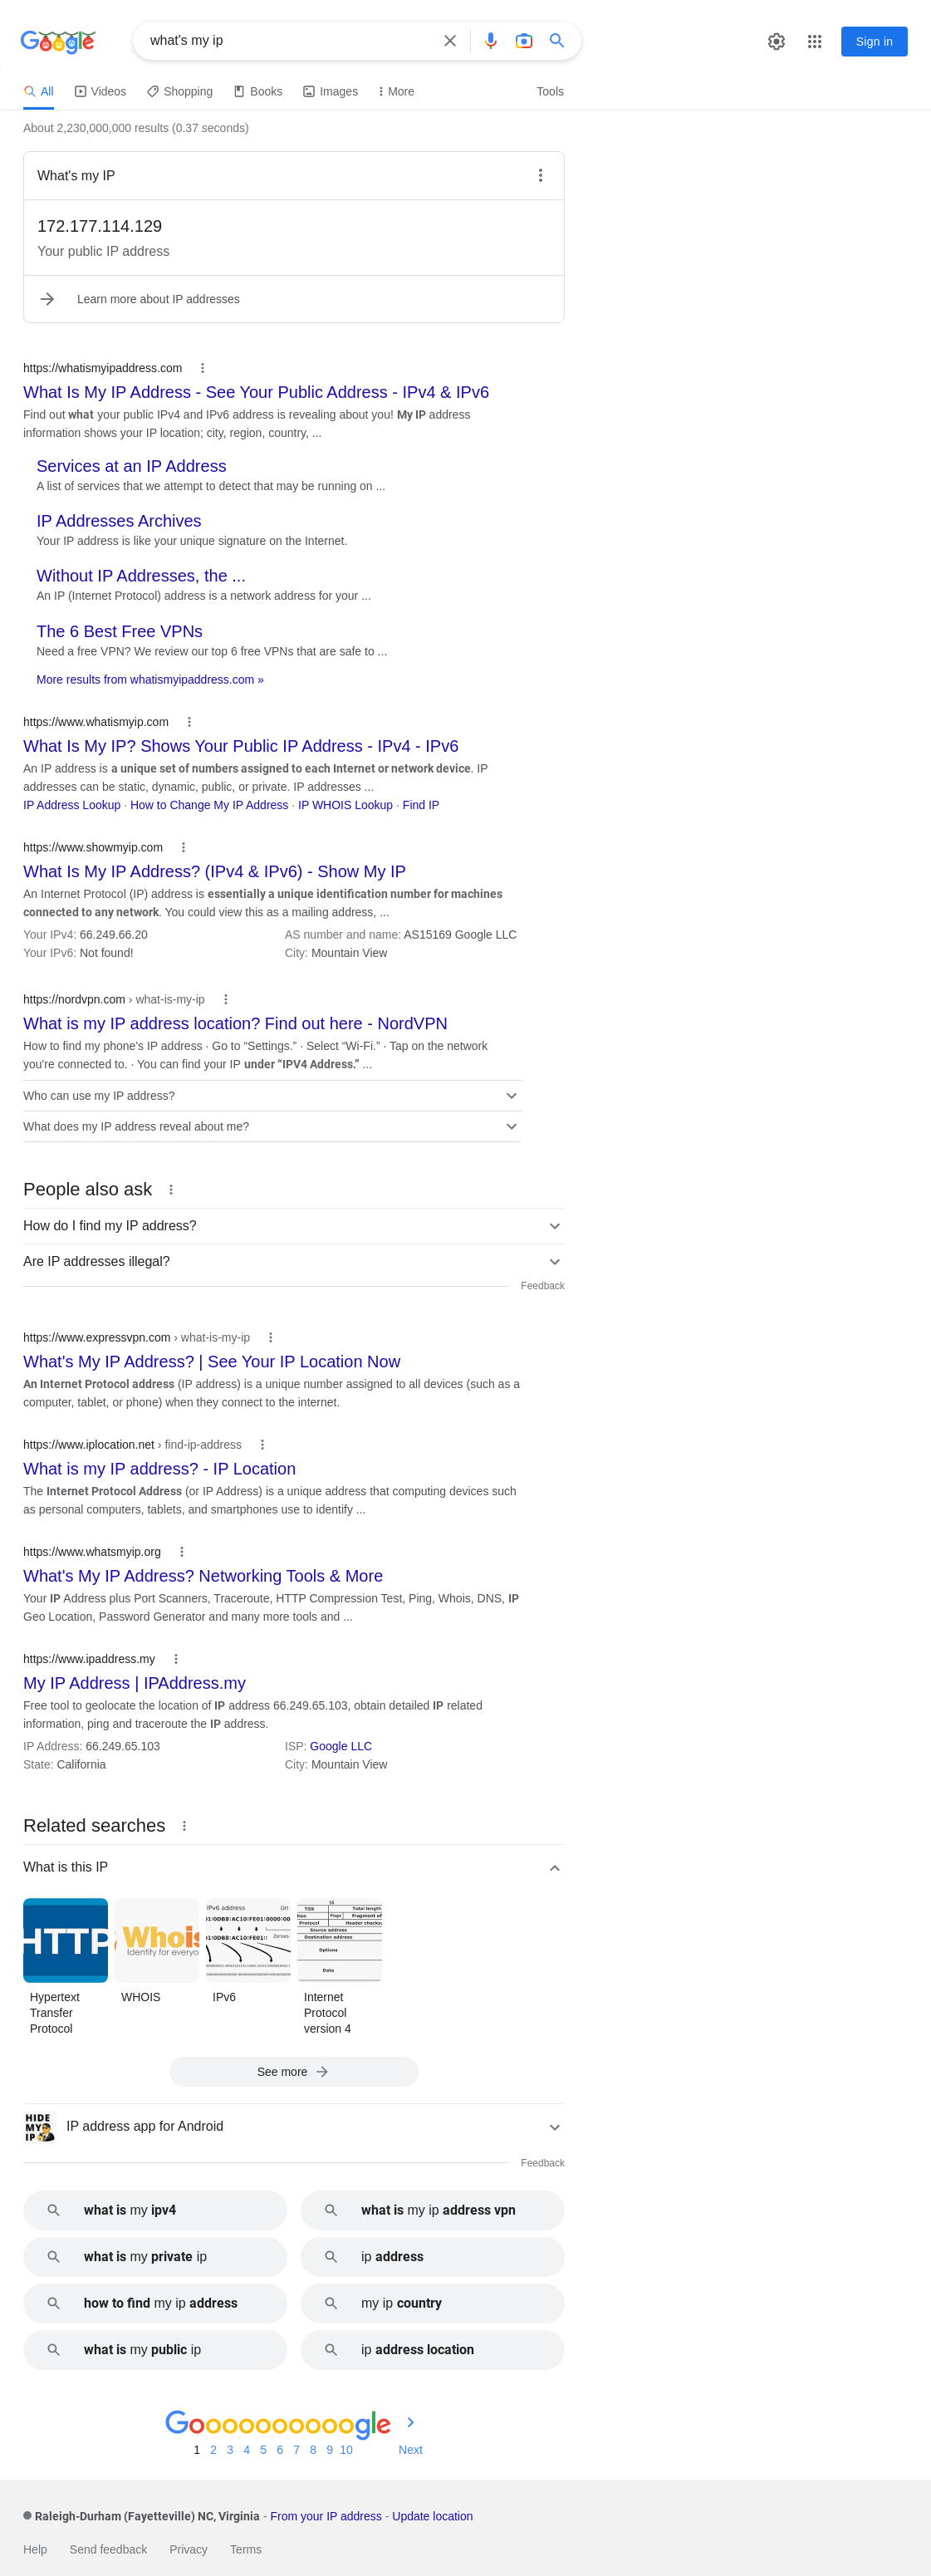 Google
what's my ip
Sign in
All Videos Shopping Books Images More Tools
About 2,230,000,000 results (0.37 seconds)
What's my IP
172.177.114.129
Your public IP address
Learn more about IP addresses
https://whatismyipaddress.com
What Is My IP Address - See Your Public Address - IPv4 & IPv6
Find out what your public IPv4 and IPv6 address is revealing about you! My IP address
information shows your IP location; city, region, country, ...
Services at an IP Address
A list of services that we attempt to detect that may be running on ...
IP Addresses Archives
Your IP address is like your unique signature on the Internet.
Without IP Addresses, the ...
An IP (Internet Protocol) address is a network address for your ...
The 6 Best Free VPNs
Need a free VPN? We review our top 6 free VPNs that are safe to ...
More results from whatismyipaddress.com »
https://www.whatismyip.com
What Is My IP? Shows Your Public IP Address - IPv4 - IPv6
An IP address is a unique set of numbers assigned to each Internet or network device. IP
addresses can be static, dynamic, public, or private. IP addresses ...
IP Address Lookup · How to Change My IP Address · IP WHOIS Lookup · Find IP
https://www.showmyip.com
What Is My IP Address? (IPv4 & IPv6) - Show My IP
An Internet Protocol (IP) address is essentially a unique identification number for machines
connected to any network. You could view this as a mailing address, ...
Your IPv4: 66.249.66.20 AS number and name: AS15169 Google LLC
Your IPv6: Not found! City: Mountain View
https://nordvpn.com › what-is-my-ip
What is my IP address location? Find out here - NordVPN
How to find my phone's IP address · Go to “Settings.” · Select “Wi-Fi.” · Tap on the network
you're connected to. · You can find your IP under “IPV4 Address.” ...
Who can use my IP address?
What does my IP address reveal about me?
People also ask
How do I find my IP address?
Are IP addresses illegal?
Feedback
https://www.expressvpn.com › what-is-my-ip
What's My IP Address? | See Your IP Location Now
An Internet Protocol address (IP address) is a unique number assigned to all devices (such as a
computer, tablet, or phone) when they connect to the internet.
https://www.iplocation.net › find-ip-address
What is my IP address? - IP Location
The Internet Protocol Address (or IP Address) is a unique address that computing devices such
as personal computers, tablets, and smartphones use to identify ...
https://www.whatsmyip.org
What's My IP Address? Networking Tools & More
Your IP Address plus Port Scanners, Traceroute, HTTP Compression Test, Ping, Whois, DNS, IP
Geo Location, Password Generator and many more tools and ...
https://www.ipaddress.my
My IP Address | IPAddress.my
Free tool to geolocate the location of IP address 66.249.65.103, obtain detailed IP related
information, ping and traceroute the IP address.
IP Address: 66.249.65.103 ISP: Google LLC
State: California City: Mountain View
Related searches
What is this IP
HTTP
Whois
Identity for everyo
IPv6 address (in
Zeroes
16
TOS Total length
Flags Fragment of
Protocol Header checksu
Source address
Destination address
Options
Data
Hypertext
Transfer
Protocol
WHOIS
IPv6
Internet
Protocol
version 4
See more
HIDE
MY
IP
IP address app for Android
Feedback
what is my ipv4
what is my ip address vpn
what is my private ip
ip address
how to find my ip address
my ip country
what is my public ip
ip address location
Goooooooooogle
1 2 3 4 5 6 7 8 9 10 Next
Raleigh-Durham (Fayetteville) NC, Virginia - From your IP address - Update location
Help Send feedback Privacy Terms